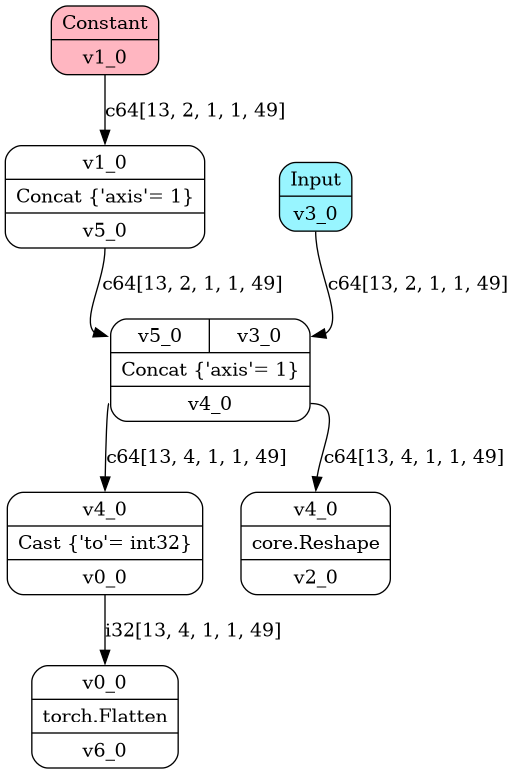 Constant
v1_0
c64[13, 2, 1, 1, 49]
v1_0
Concat {'axis'= 1}
v5_0
Input
v3_0
c64[13, 2, 1, 1, 49]
c64[13, 2, 1, 1, 49]
v5_0
v3_0
Concat {'axis'= 1}
v4_0
c64[13, 4, 1, 1, 49]
c64[13, 4, 1, 1, 49]
v4_0
Cast {'to'= int32}
v0_0
v4_0
core.Reshape
v2_0
i32[13, 4, 1, 1, 49]
v0_0
torch.Flatten
v6_0